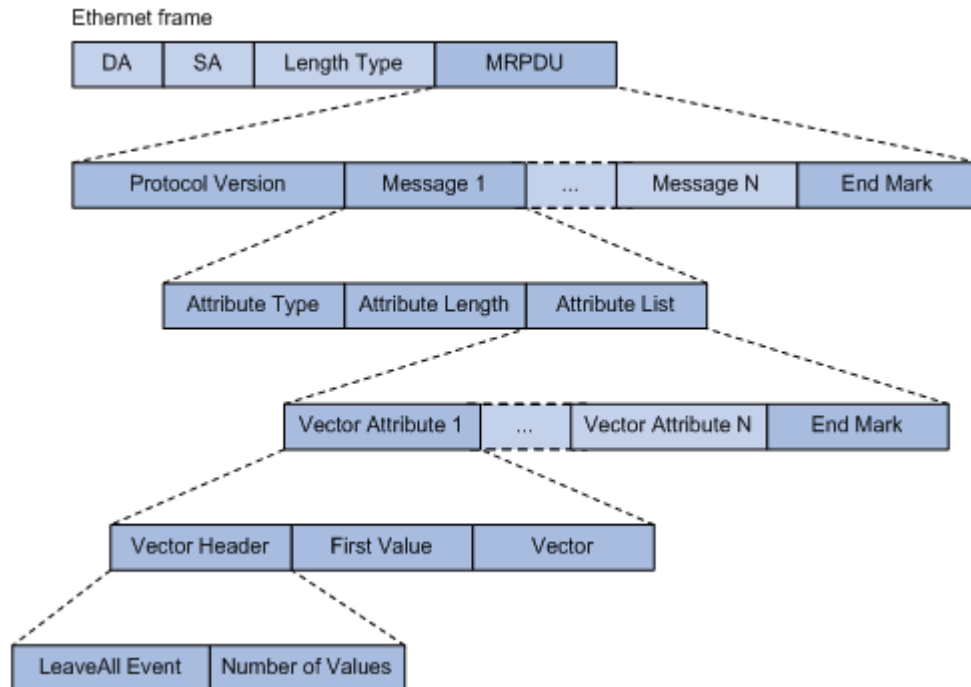 Ethernet frame
DA SA Length Type MRPDU
Protocol Version Message 1 ... Message N End Mark
Attribute Type Attribute Length Attribute List
Vector Attribute 1 ... Vector Attribute N End Mark
Vector Header First Value Vector
LeaveAll Event Number of Values